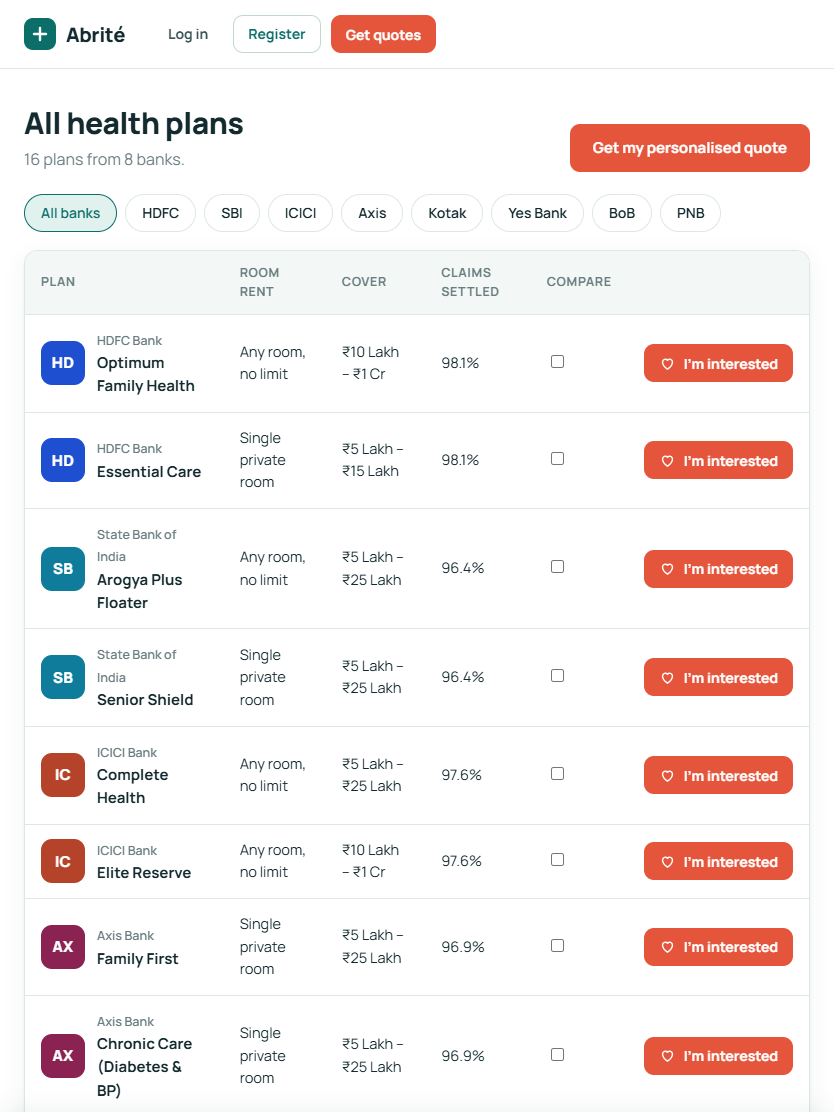 Abrité
Log in
Register
Get quotes
All health plans
16 plans from 8 banks.
Get my personalised quote
All banks
HDFC
SBI
ICICI
Axis
Kotak
Yes Bank
BoB
PNB
PLAN
ROOM
RENT
COVER
CLAIMS
SETTLED
COMPARE
HD
HDFC Bank
Optimum
Family Health
Any room,
no limit
₹10 Lakh
– ₹1 Cr
98.1%
I'm interested
HD
HDFC Bank
Essential Care
Single
private
room
₹5 Lakh –
₹15 Lakh
98.1%
I'm interested
SB
State Bank of
India
Arogya Plus
Floater
Any room,
no limit
₹5 Lakh –
₹25 Lakh
96.4%
I'm interested
SB
State Bank of
India
Senior Shield
Single
private
room
₹5 Lakh –
₹25 Lakh
96.4%
I'm interested
IC
ICICI Bank
Complete
Health
Any room,
no limit
₹5 Lakh –
₹25 Lakh
97.6%
I'm interested
IC
ICICI Bank
Elite Reserve
Any room,
no limit
₹10 Lakh
– ₹1 Cr
97.6%
I'm interested
AX
Axis Bank
Family First
Single
private
room
₹5 Lakh –
₹25 Lakh
96.9%
I'm interested
AX
Axis Bank
Chronic Care
(Diabetes &
BP)
Single
private
room
₹5 Lakh –
₹25 Lakh
96.9%
I'm interested